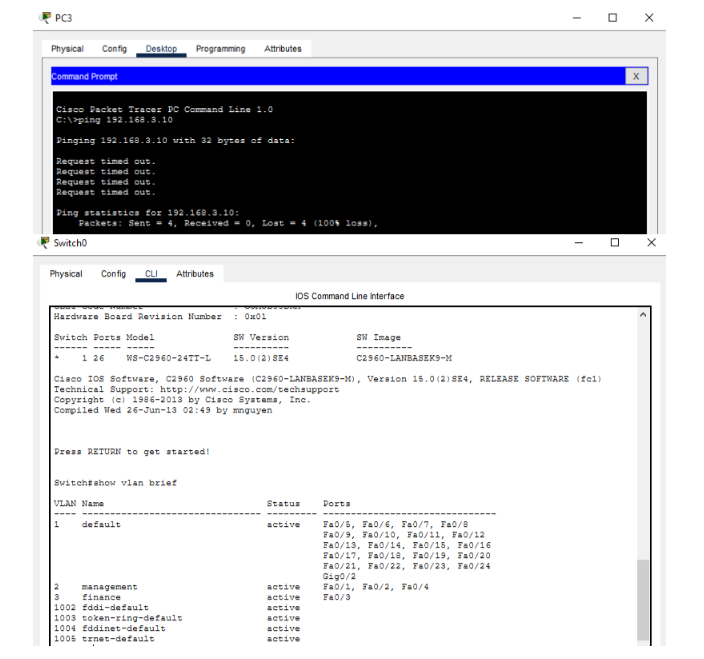 PC3
Physical Config Desktop Programming Attributes
Command Prompt X
Cisco Packet Tracer PC Command Line 1.0
C:\>ping 192.168.3.10
Pinging 192.168.3.10 with 32 bytes of data:
Request timed out.
Request timed out.
Request timed out.
Request timed out.
Ping statistics for 192.168.3.10:
Packets: Sent = 4, Received = 0, Lost = 4 (100% loss),
Switch0
Physical Config CLI Attributes
IOS Command Line Interface
Hardware Board Revision Number : 0x01
Switch Ports Model SW Version SW Image
------ ----- ----- ---------- ----------
* 1 26 WS-C2960-24TT-L 15.0(2)SE4 C2960-LANBASEK9-M
Cisco IOS Software, C2960 Software (C2960-LANBASEK9-M), Version 15.0(2)SE4, RELEASE SOFTWARE (fc1)
Technical Support: http://www.cisco.com/techsupport
Copyright (c) 1986-2013 by Cisco Systems, Inc.
Compiled Wed 26-Jun-13 02:49 by mnguyen
Press RETURN to get started!
Switch#show vlan brief
VLAN Name Status Ports
---- -------------------------------- --------- -------------------------------
1 default active Fa0/5, Fa0/6, Fa0/7, Fa0/8
Fa0/9, Fa0/10, Fa0/11, Fa0/12
Fa0/13, Fa0/14, Fa0/15, Fa0/16
Fa0/17, Fa0/18, Fa0/19, Fa0/20
Fa0/21, Fa0/22, Fa0/23, Fa0/24
Gig0/2
2 management active Fa0/1, Fa0/2, Fa0/4
3 finance active Fa0/3
1002 fddi-default active
1003 token-ring-default active
1004 fddinet-default active
1005 trnet-default active